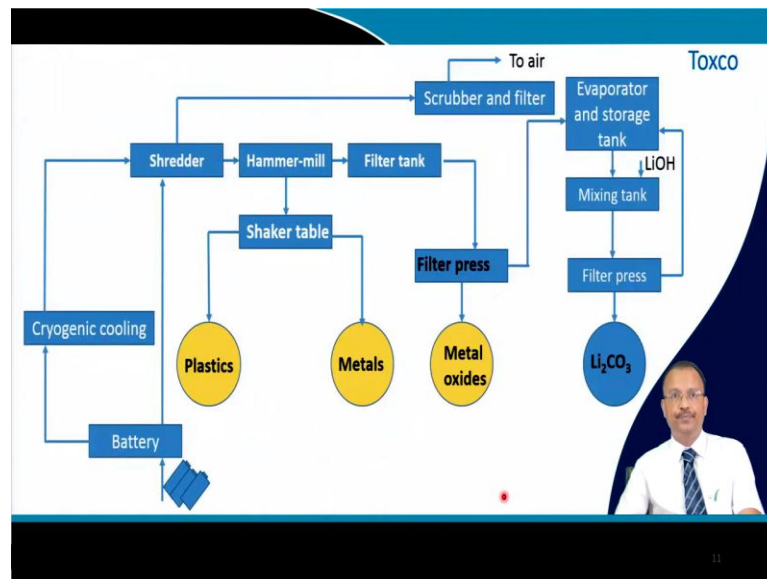 Toxco
To air
Scrubber and filter
Evaporator
and storage
tank
LiOH
Shredder
Hammer-mill
Filter tank
Mixing tank
Shaker table
Filter press
Filter press
Cryogenic cooling
Plastics
Metals
Metal
oxides
Li₂CO₃
Battery
11